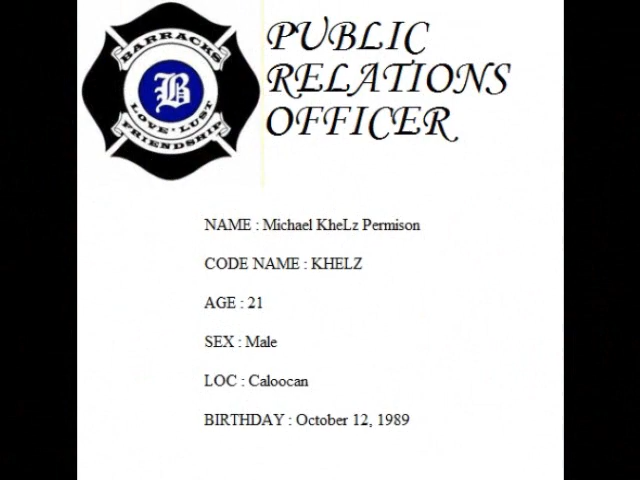 BARRACKS
B
LOVE · LUST
FRIENDSHIP
PUBLIC
RELATIONS
OFFICER
NAME : Michael KheLz Permison
CODE NAME : KHELZ
AGE : 21
SEX : Male
LOC : Caloocan
BIRTHDAY : October 12, 1989